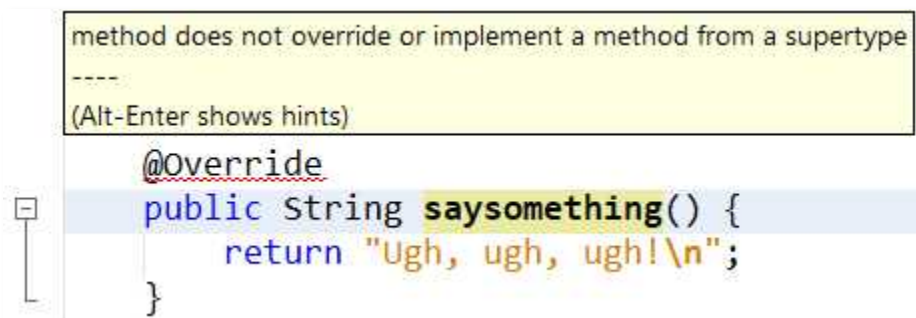 method does not override or implement a method from a supertype
----
(Alt-Enter shows hints)
@Override
public String saysomething() {
return "Ugh, ugh, ugh!\n";
}